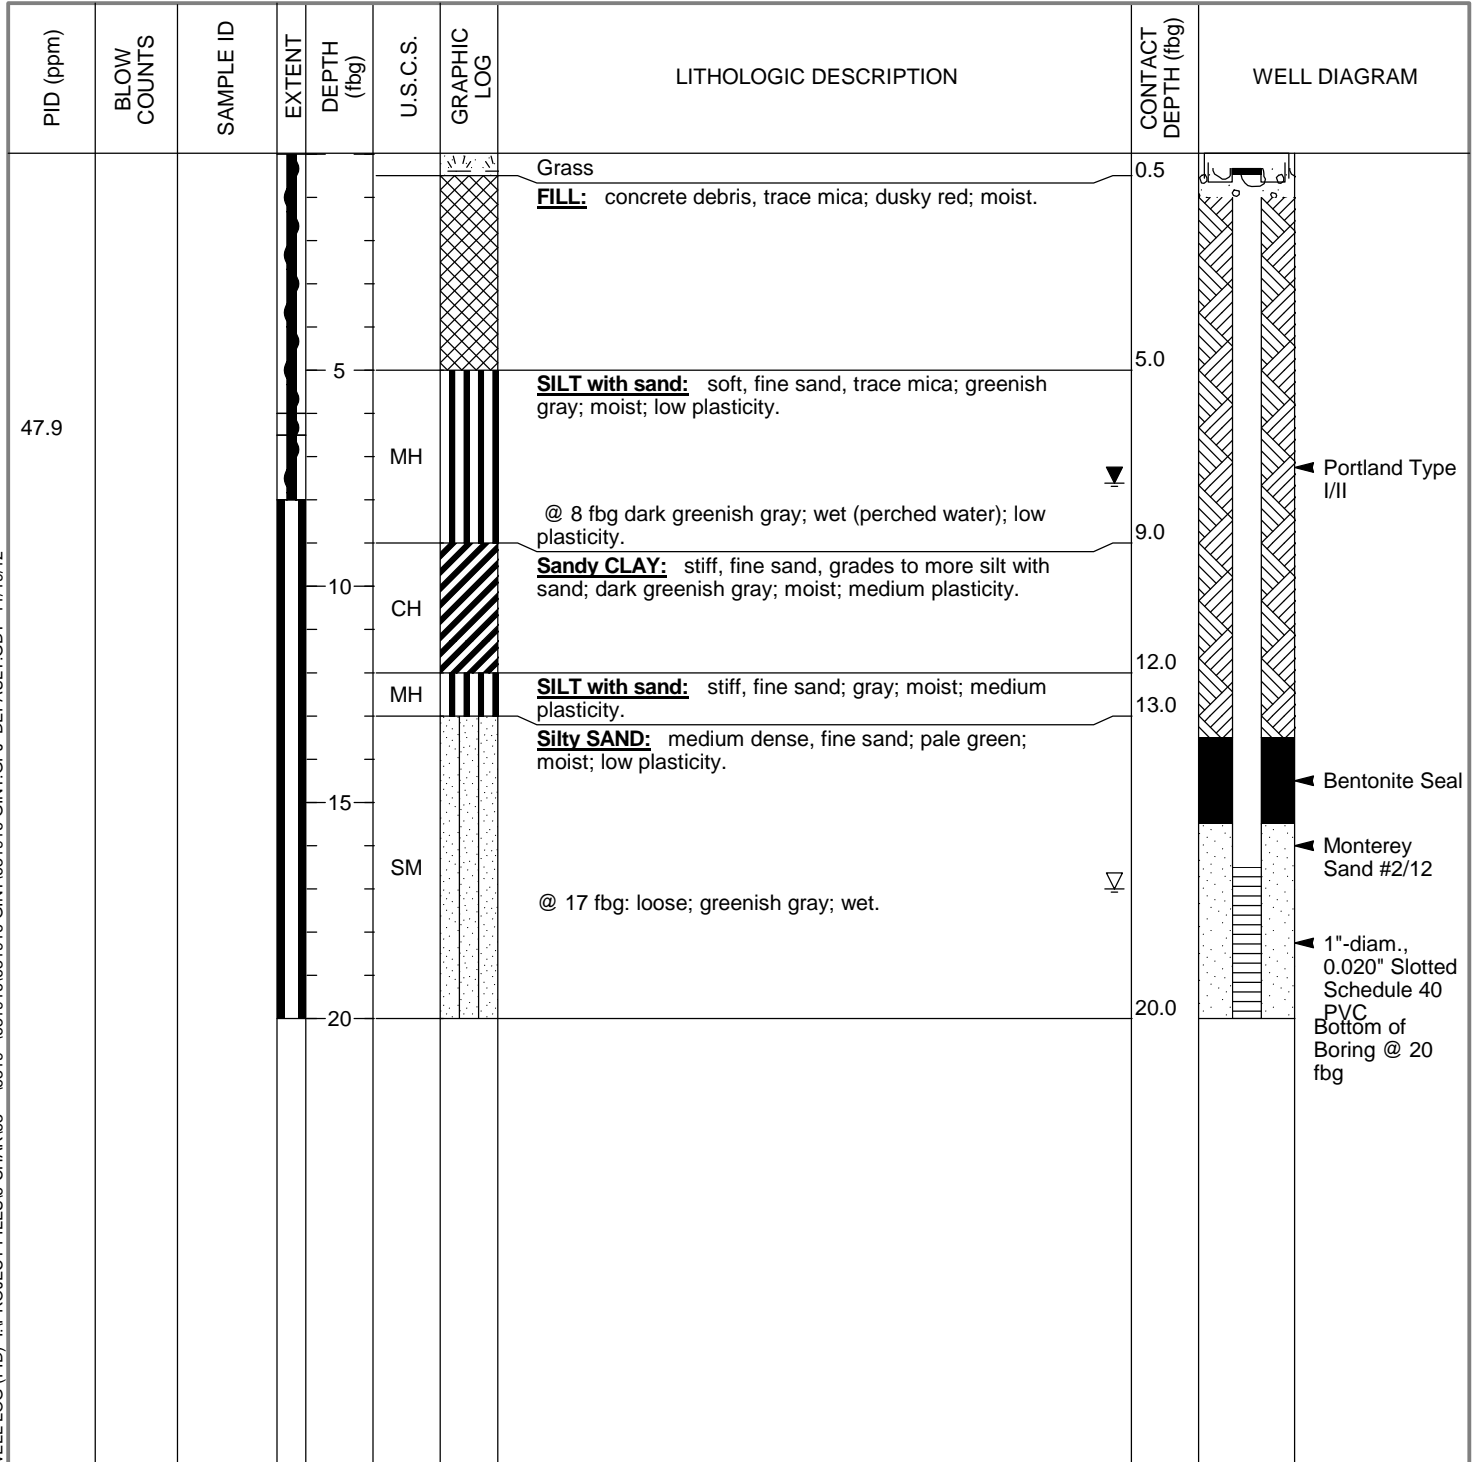 PID (ppm)
BLOW
COUNTS
SAMPLE ID
EXTENT
DEPTH
(fbg)
U.S.C.S.
GRAPHIC
LOG
LITHOLOGIC DESCRIPTION
CONTACT
DEPTH (fbg)
WELL DIAGRAM
Grass
0.5
FILL: concrete debris, trace mica; dusky red; moist.
5
5.0
SILT with sand: soft, fine sand, trace mica; greenish
gray; moist; low plasticity.
47.9
MH
Portland Type
I/II
@ 8 fbg dark greenish gray; wet (perched water); low
plasticity.
9.0
Sandy CLAY: stiff, fine sand, grades to more silt with
sand; dark greenish gray; moist; medium plasticity.
10
CH
12.0
SILT with sand: stiff, fine sand; gray; moist; medium
plasticity.
MH
13.0
Silty SAND: medium dense, fine sand; pale green;
moist; low plasticity.
Bentonite Seal
15
Monterey
Sand #2/12
SM
@ 17 fbg: loose; greenish gray; wet.
1"-diam.,
0.020" Slotted
Schedule 40
PVC
20
20.0
Bottom of
Boring @ 20
fbg